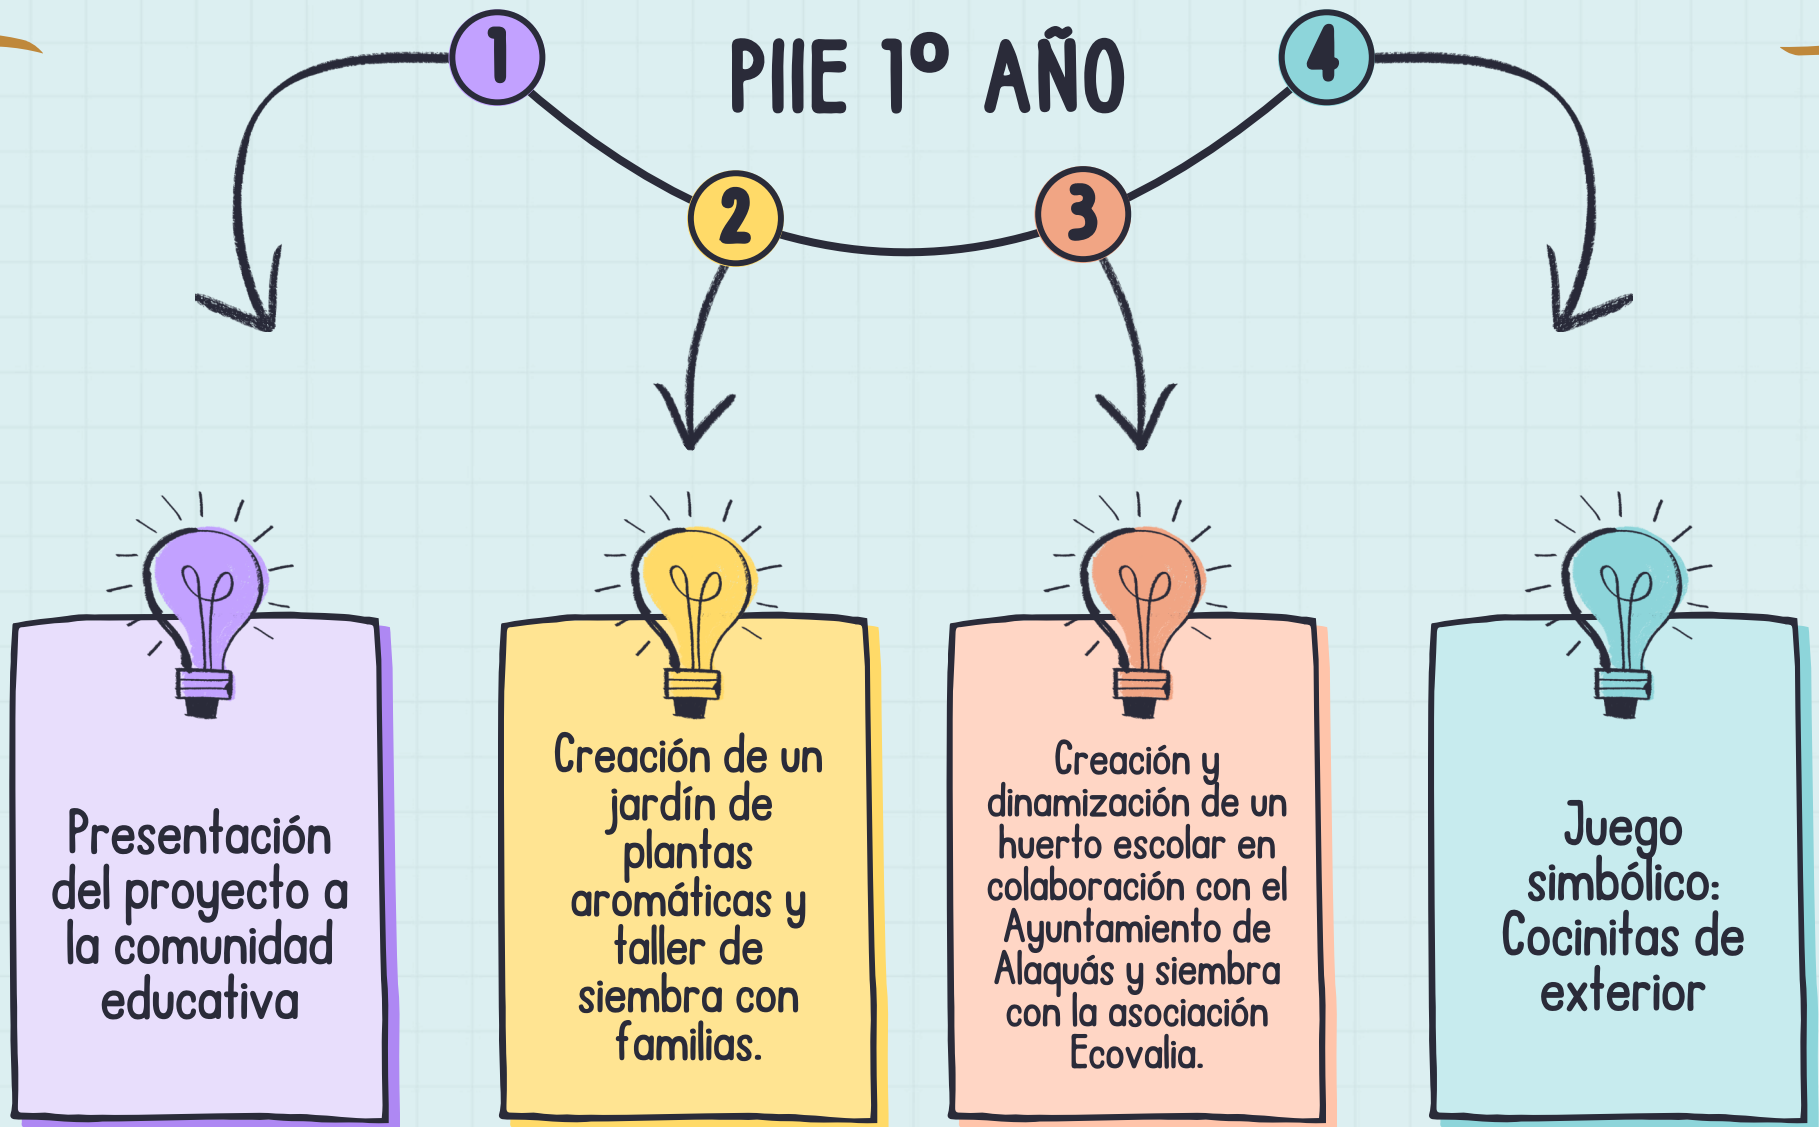 PIIE 1º AÑO
1
2
3
4
Presentación
del proyecto a
la comunidad
educativa
Creación de un
jardín de
plantas
aromáticas y
taller de
siembra con
familias.
Creación y
dinamización de un
huerto escolar en
colaboración con el
Ayuntamiento de
Alaquás y siembra
con la asociación
Ecovalia.
Juego
simbólico:
Cocinitas de
exterior